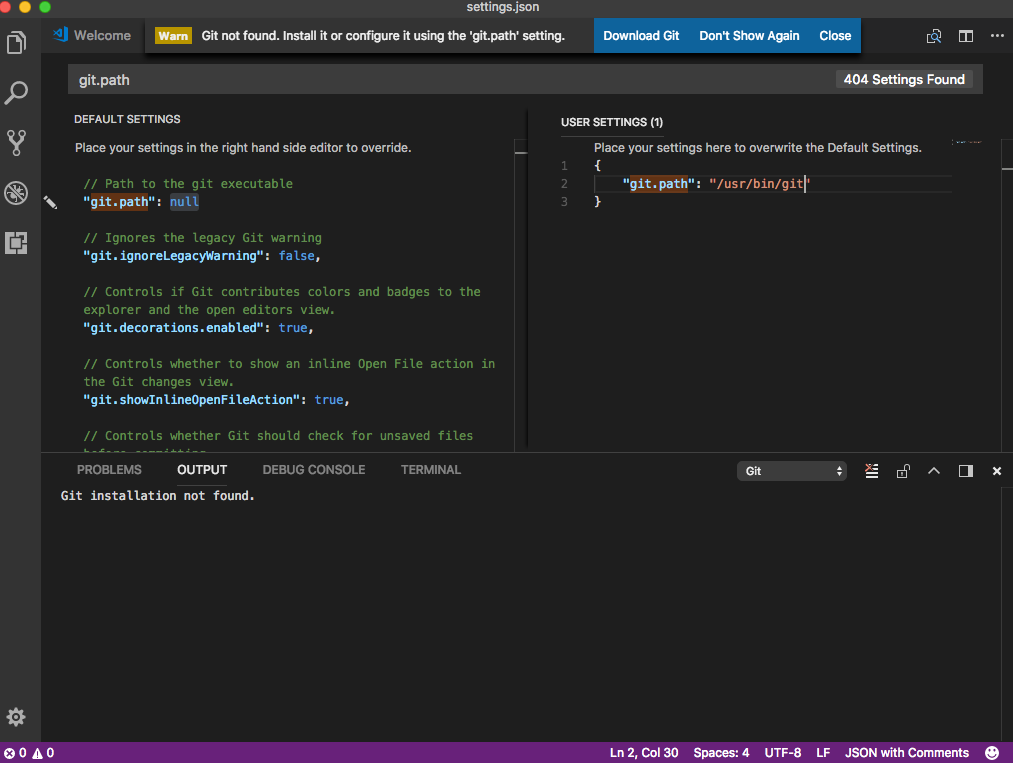 settings.json
Welcome
Warn Git not found. Install it or configure it using the 'git.path' setting. Download Git Don't Show Again Close
git.path 404 Settings Found
DEFAULT SETTINGS
Place your settings in the right hand side editor to override.
// Path to the git executable
"git.path": null
// Ignores the legacy Git warning
"git.ignoreLegacyWarning": false,
// Controls if Git contributes colors and badges to the
explorer and the open editors view.
"git.decorations.enabled": true,
// Controls whether to show an inline Open File action in
the Git changes view.
"git.showInlineOpenFileAction": true,
// Controls whether Git should check for unsaved files
before committing.
USER SETTINGS (1)
Place your settings here to overwrite the Default Settings.
1 {
2 "git.path": "/usr/bin/git"
3 }
PROBLEMS OUTPUT DEBUG CONSOLE TERMINAL Git
Git installation not found.
0 0 Ln 2, Col 30 Spaces: 4 UTF-8 LF JSON with Comments